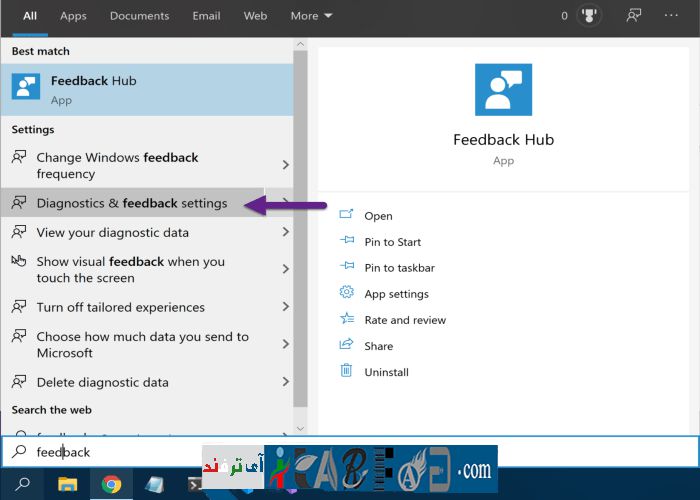 All Apps Documents Email Web More 0 ...
Best match
Feedback Hub
App
Settings
Change Windows feedback
frequency
Diagnostics & feedback settings
View your diagnostic data
Show visual feedback when you
touch the screen
Turn off tailored experiences
Choose how much data you send to
Microsoft
Delete diagnostic data
Search the web
feedback
Feedback Hub
App
Open
Pin to Start
Pin to taskbar
App settings
Rate and review
Share
Uninstall
آی ترفند
.com